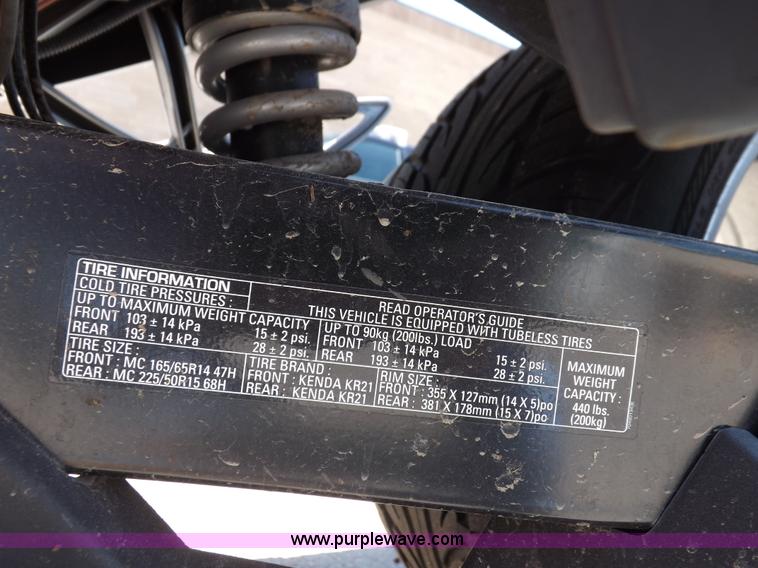 TIRE INFORMATION
COLD TIRE PRESSURES :
READ OPERATOR'S GUIDE
THIS VEHICLE IS EQUIPPED WITH TUBELESS TIRES
UP TO MAXIMUM WEIGHT CAPACITY
FRONT 103 ± 14 kPa 15 ± 2 psi.
REAR 193 ± 14 kPa 28 ± 2 psi.
UP TO 90kg (200lbs.) LOAD
FRONT 103 ± 14 kPa 15 ± 2 psi.
REAR 193 ± 14 kPa 28 ± 2 psi.
TIRE SIZE :
FRONT : MC 165/65R14 47H
REAR : MC 225/50R15 68H
TIRE BRAND :
FRONT : KENDA KR21
REAR : KENDA KR21
RIM SIZE :
FRONT : 355 X 127mm (14 X 5)po
REAR : 381 X 178mm (15 X 7)po
MAXIMUM
WEIGHT
CAPACITY :
440 lbs.
(200kg)
www.purplewave.com